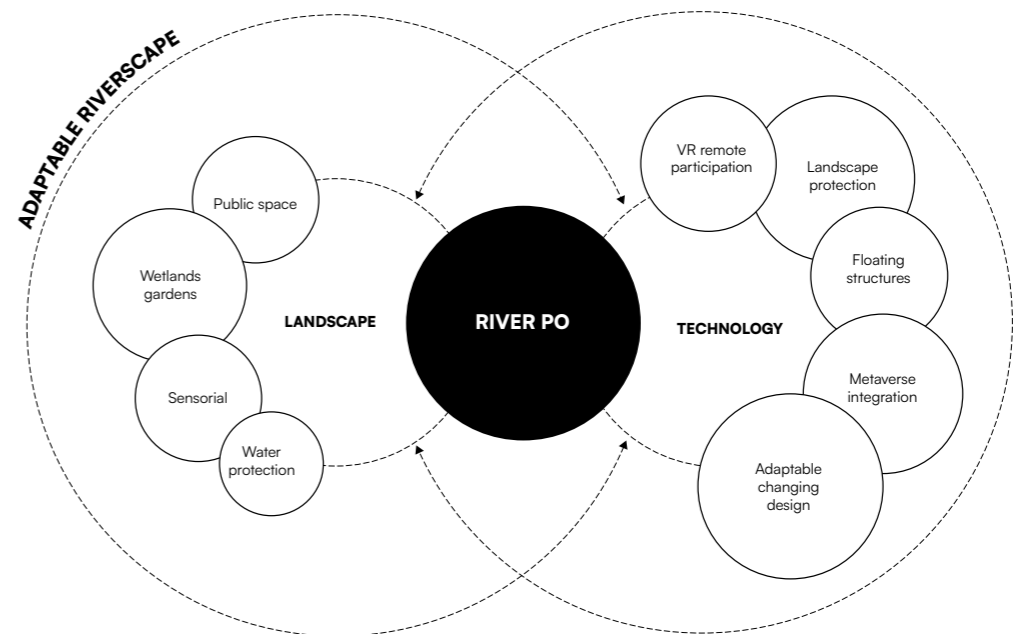 ADAPTABLE RIVERSCAPE
Public space
Wetlands
gardens
Sensorial
Water
protection
LANDSCAPE
RIVER PO
TECHNOLOGY
VR remote
participation
Landscape
protection
Floating
structures
Metaverse
integration
Adaptable
changing
design